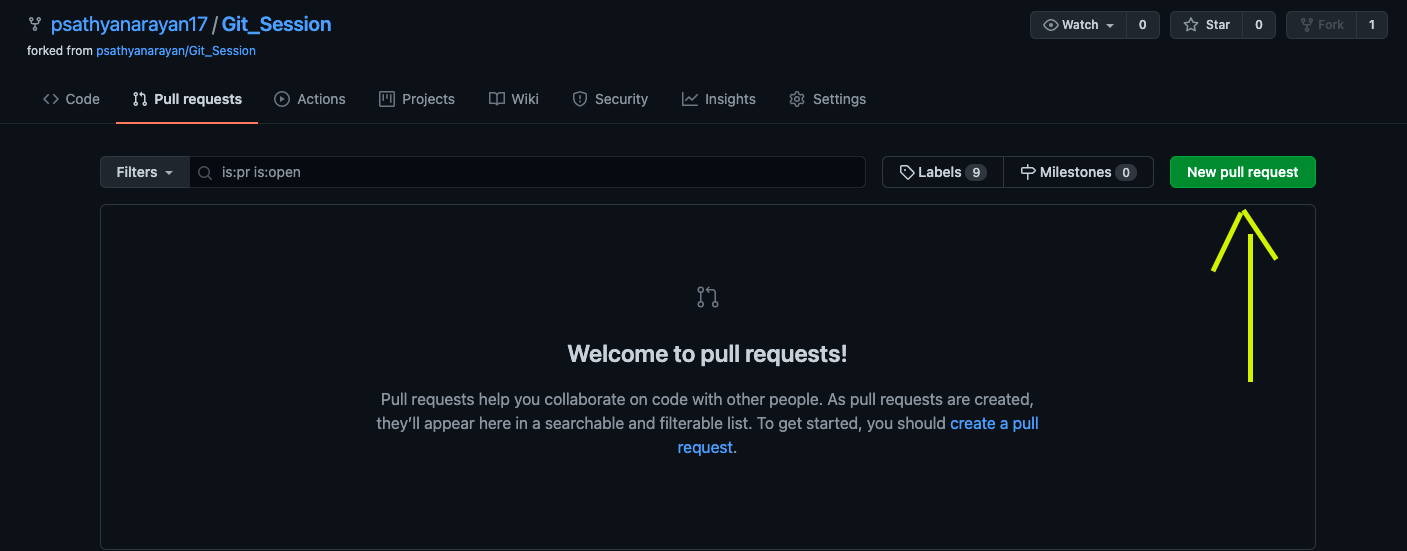 psathyanarayan17 / Git_Session
Watch 0 Star 0 Fork 1
forked from psathyanarayan/Git_Session
Code Pull requests Actions Projects Wiki Security Insights Settings
Filters is:pr is:open Labels 9 Milestones 0 New pull request
Welcome to pull requests!
Pull requests help you collaborate on code with other people. As pull requests are created,
they’ll appear here in a searchable and filterable list. To get started, you should create a pull
request.